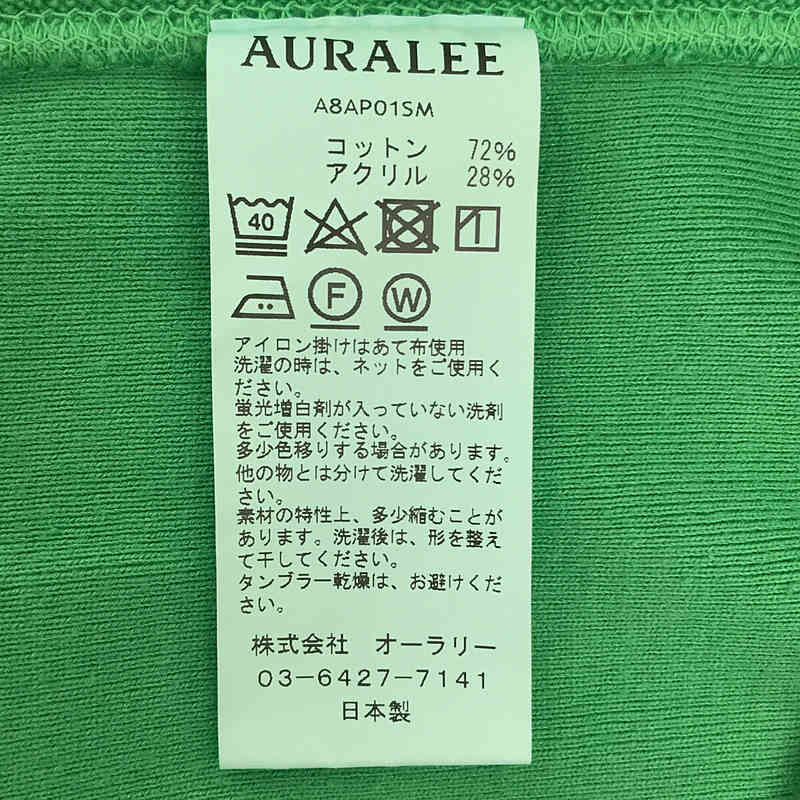 AURALEE
A8AP01SM
コットン 72%
アクリル 28%
40
F W
アイロン掛けはあて布使用
洗濯の時は、ネットをご使用く
ださい。
蛍光増白剤が入っていない洗剤
をご使用ください。
多少色移りする場合があります。
他の物とは分けて洗濯してくだ
さい。
素材の特性上、多少縮むことが
あります。洗濯後は、形を整え
て干してください。
タンブラー乾燥は、お避けくだ
さい。
株式会社 オーラリー
03-6427-7141
日本製